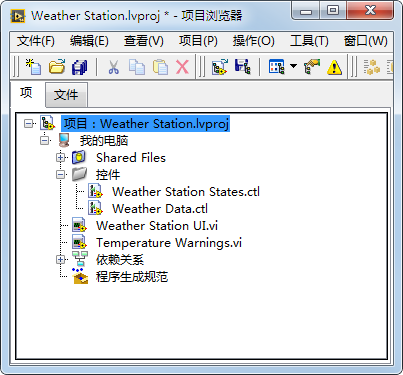 Weather Station.lvproj * - 项目浏览器
文件(F) 编辑(E) 查看(V) 项目(P) 操作(O) 工具(T) 窗口(W)
项 文件
项目：Weather Station.lvproj
我的电脑
Shared Files
控件
Weather Station States.ctl
Weather Data.ctl
Weather Station UI.vi
Temperature Warnings.vi
依赖关系
程序生成规范